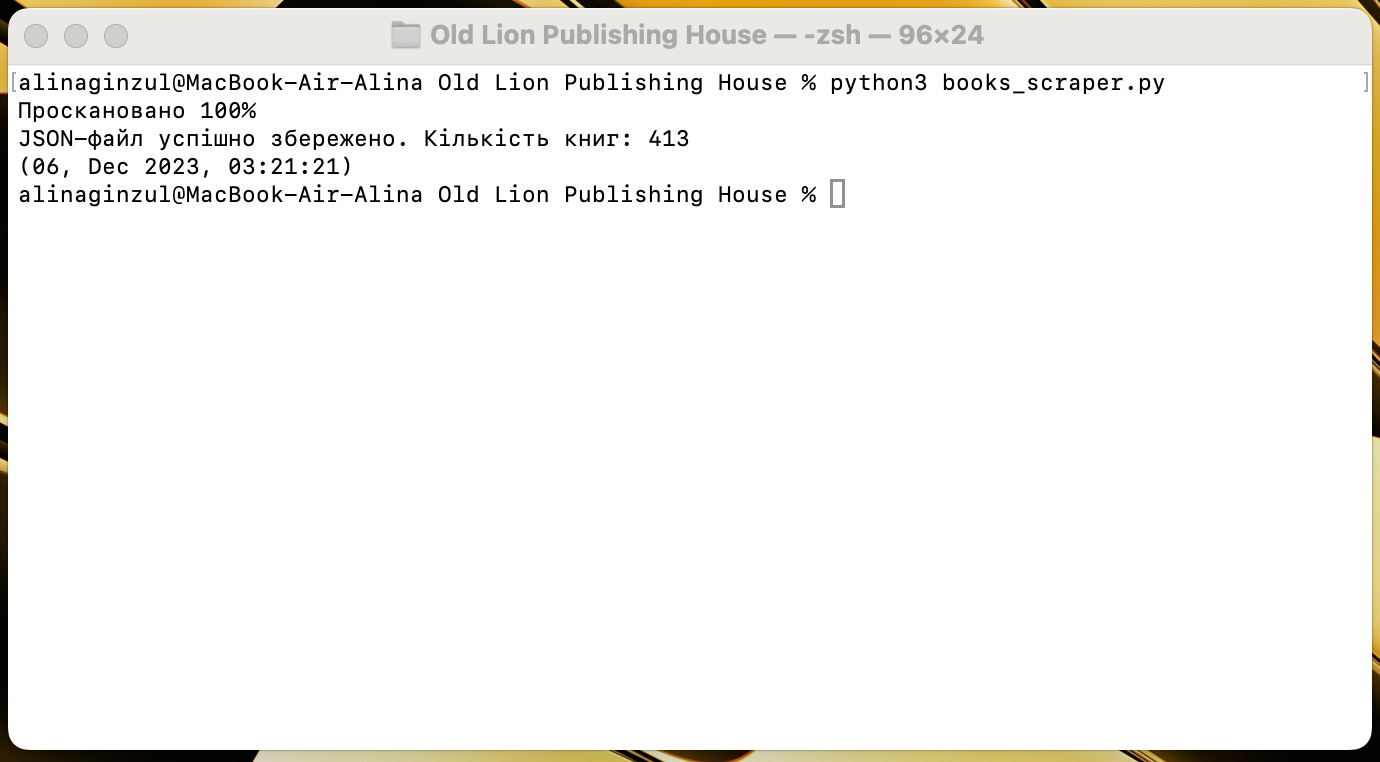 Old Lion Publishing House — -zsh — 96×24
[alinaginzul@MacBook-Air-Alina Old Lion Publishing House % python3 books_scraper.py ]
Проскановано 100%
JSON-файл успішно збережено. Кількість книг: 413
(06, Dec 2023, 03:21:21)
alinaginzul@MacBook-Air-Alina Old Lion Publishing House %